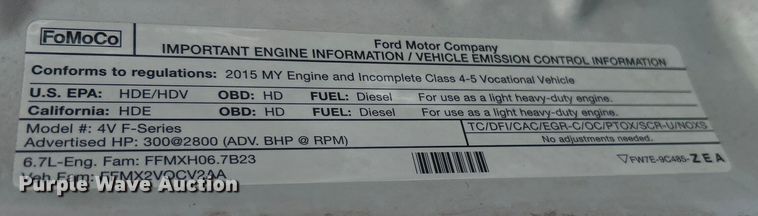 FoMoCo
Ford Motor Company
IMPORTANT ENGINE INFORMATION / VEHICLE EMISSION CONTROL INFORMATION
Conforms to regulations: 2015 MY Engine and Incomplete Class 4-5 Vocational Vehicle
U.S. EPA: HDE/HDV OBD: HD FUEL: Diesel For use as a light heavy-duty engine.
California: HDE OBD: HD FUEL: Diesel For use as a light heavy-duty engine.
Model #: 4V F-Series TC/DFI/CAC/EGR-C/OC/PTOX/SCR-U/NOXS
Advertised HP: 300@2800 (ADV. BHP @ RPM) No adjustments needed.
6.7L-Eng. Fam: FFMXH06.7B23 FW7E-9C485-ZEA
Veh Fam: FFMX2VOCV2AA
Purple Wave Auction